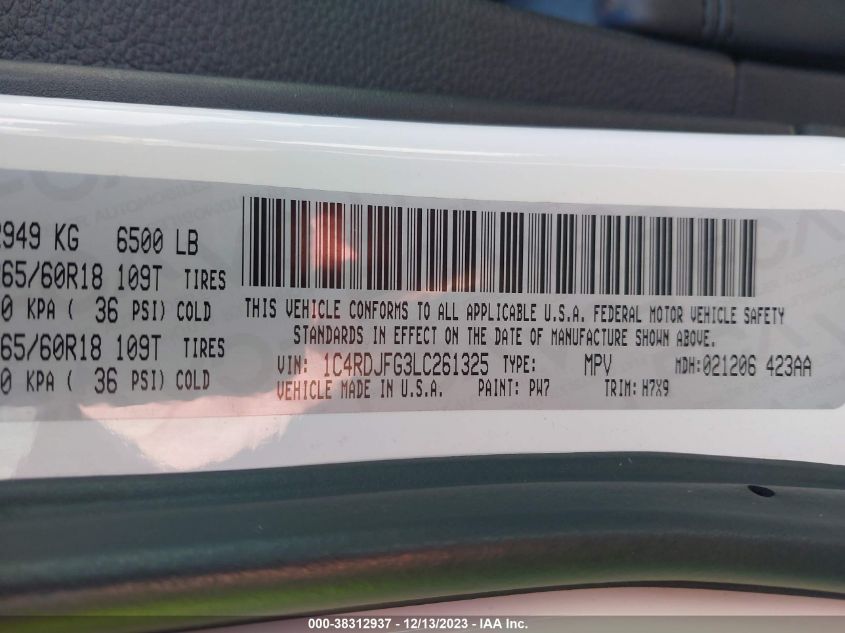 2949 KG 6500 LB
265/60R18 109T TIRES
0 KPA ( 36 PSI) COLD
265/60R18 109T TIRES
0 KPA ( 36 PSI) COLD
THIS VEHICLE CONFORMS TO ALL APPLICABLE U.S.A. FEDERAL MOTOR VEHICLE SAFETY
STANDARDS IN EFFECT ON THE DATE OF MANUFACTURE SHOWN ABOVE.
VIN: 1C4RDJFG3LC261325 TYPE: MPV MDH:021206 423AA
VEHICLE MADE IN U.S.A. PAINT: PW7 TRIM: H7X9
000-38312937 - 12/13/2023 - IAA Inc.